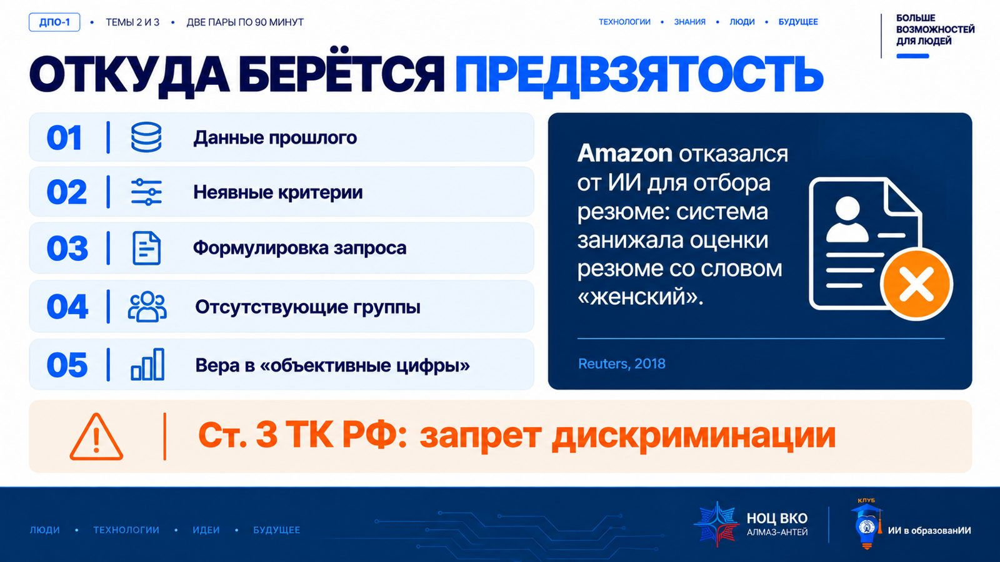 ДПО-1 • ТЕМЫ 2 И 3 • ДВЕ ПАРЫ ПО 90 МИНУТ
ТЕХНОЛОГИИ • ЗНАНИЯ • ЛЮДИ • БУДУЩЕЕ
БОЛЬШЕ
ВОЗМОЖНОСТЕЙ
ДЛЯ ЛЮДЕЙ
ОТКУДА БЕРЁТСЯ ПРЕДВЗЯТОСТЬ
01 Данные прошлого
02 Неявные критерии
03 Формулировка запроса
04 Отсутствующие группы
05 Вера в «объективные цифры»
Amazon отказался
от ИИ для отбора
резюме: система
занижала оценки
резюме со словом
«женский».
Reuters, 2018
Ст. 3 ТК РФ: запрет дискриминации
ЛЮДИ • ТЕХНОЛОГИИ • ИДЕИ • БУДУЩЕЕ
НОЦ ВКО
АЛМАЗ-АНТЕЙ
КЛУБ
ИИ в образованИИ